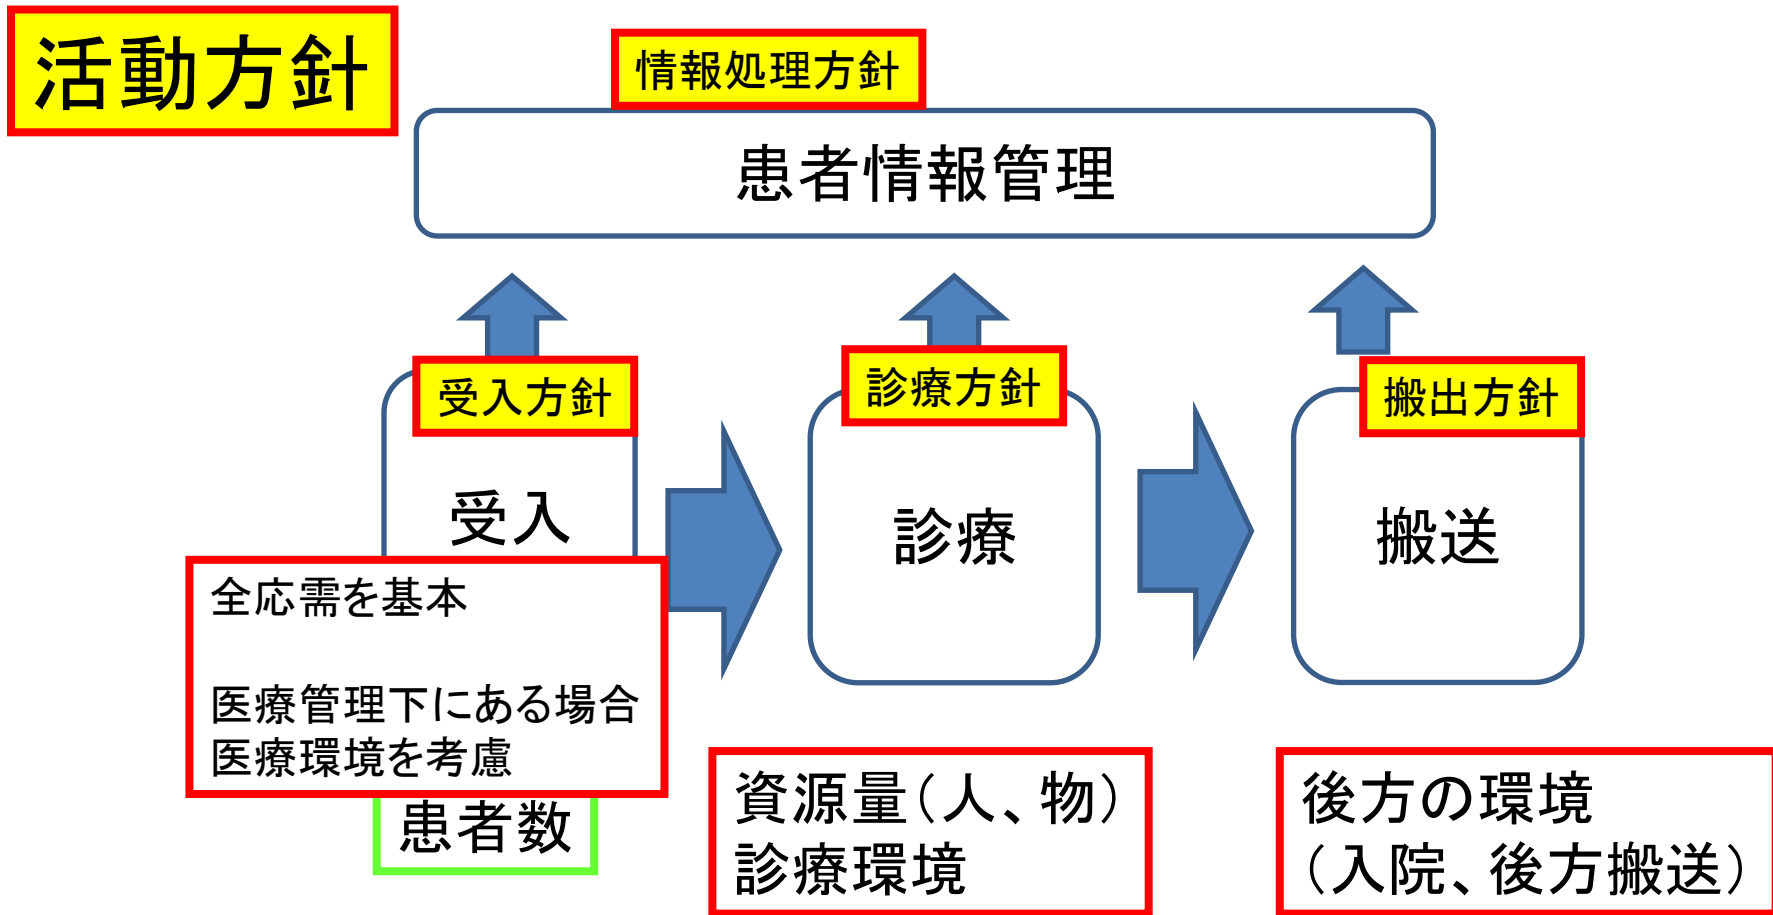 活動方針
情報処理方針
患者情報管理
受入方針
診療方針
搬出方針
受入
診療
搬送
全応需を基本
医療管理下にある場合
医療環境を考慮
患者数
資源量(人、物)
診療環境
後方の環境
(入院、後方搬送)